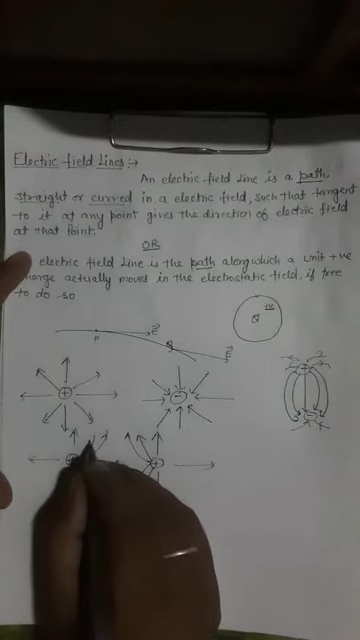 Electric field Lines:→
An electric field Line is a path,
straight or curved in a electric field, such that tangent
to it at any point gives the direction of electric field
at that Point.
OR
electric field Line is the path along which a unit +ve
charge actually moves in the electrostatic field, if free
to do so
P
E
Q
E
+
-
+
-
+
+